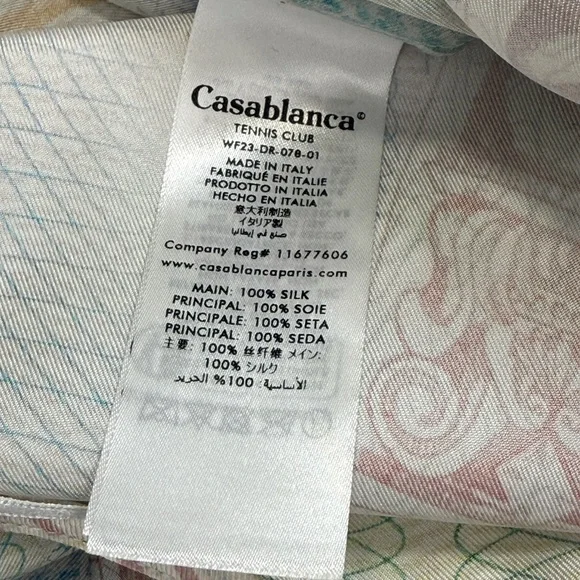 Casablanca®
TENNIS CLUB
WF23-DR-078-01
MADE IN ITALY
FABRIQUÉ EN ITALIE
PRODOTTO IN ITALIA
HECHO EN ITALIA
意大利制造
イタリア製
صنع في إيطاليا
Company Reg# 11677606
www.casablancaparis.com
MAIN: 100% SILK
PRINCIPAL: 100% SOIE
PRINCIPALE: 100% SETA
PRINCIPAL: 100% SEDA
主要: 100% 丝纤维 メイン:
100% シルク
الأساسية: 100% الحرير